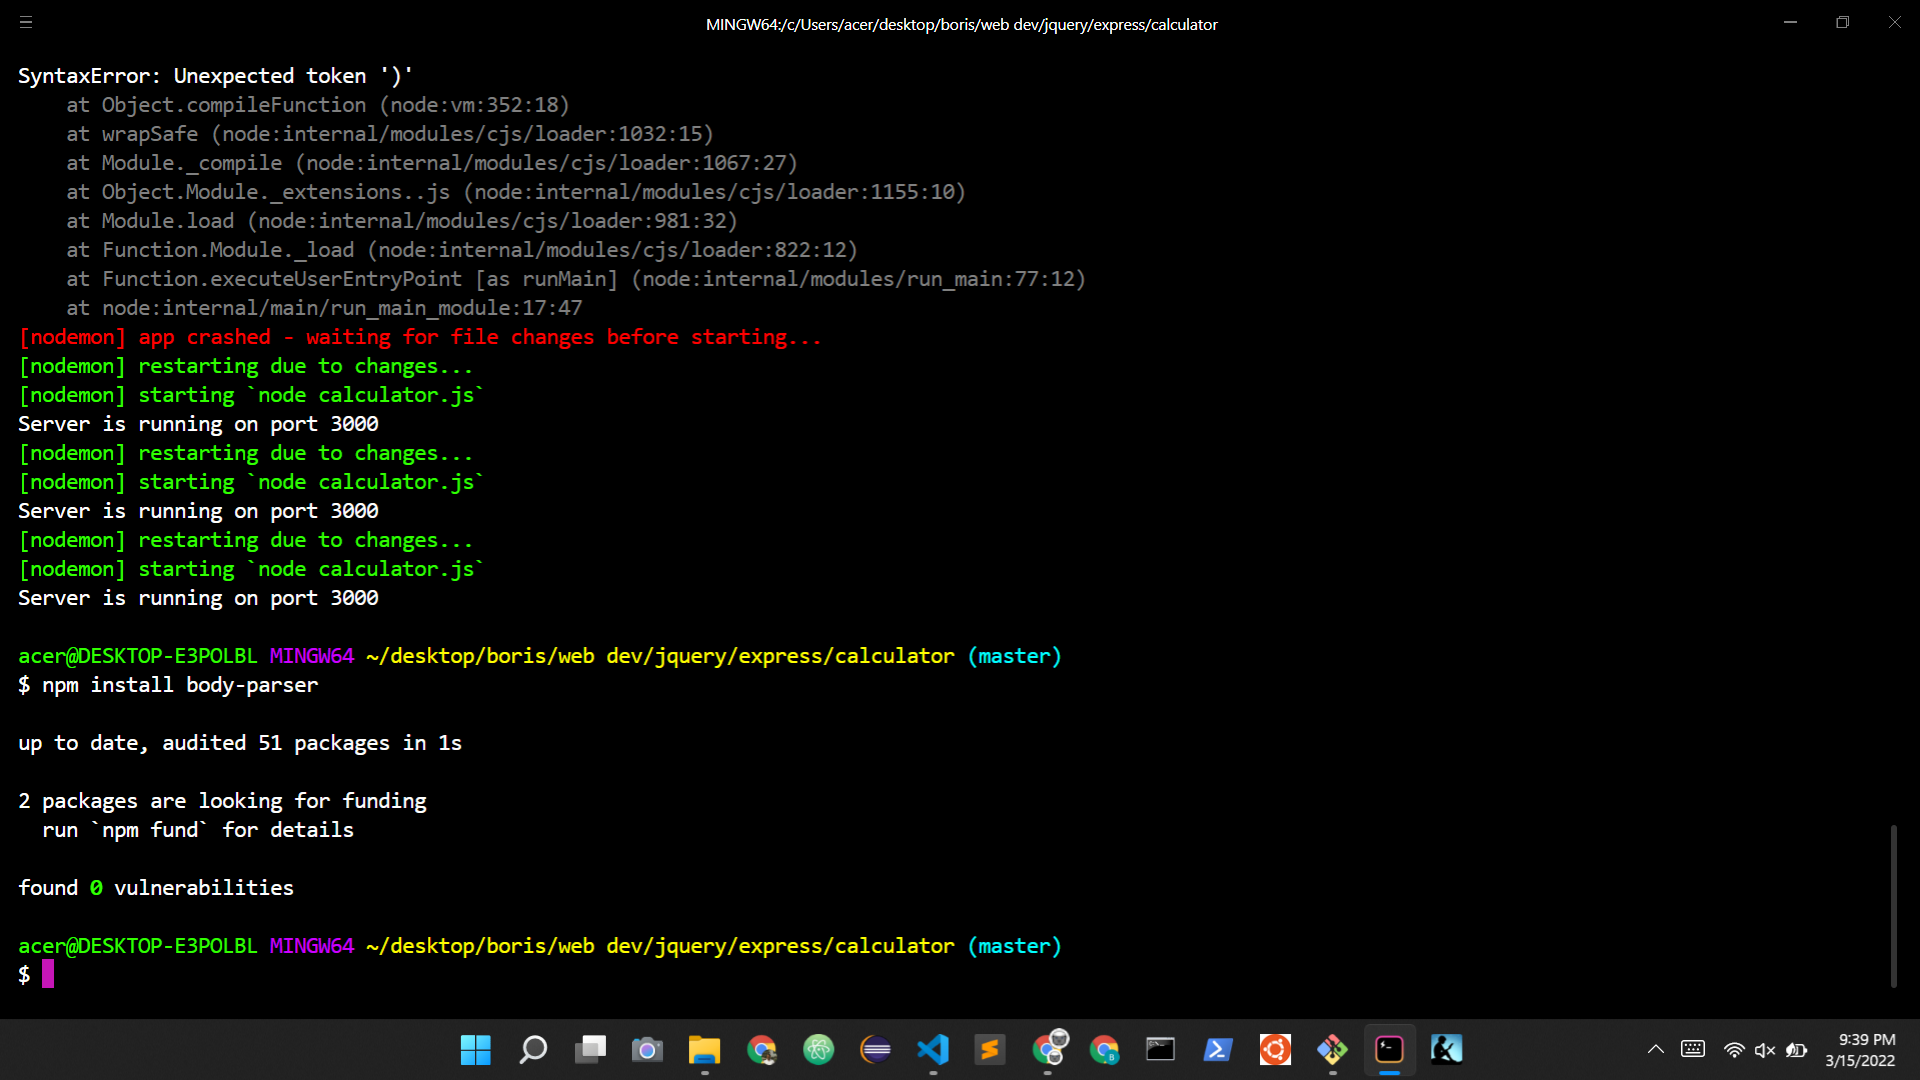 MINGW64:/c/Users/acer/desktop/boris/web dev/jquery/express/calculator
SyntaxError: Unexpected token ')'
    at Object.compileFunction (node:vm:352:18)
    at wrapSafe (node:internal/modules/cjs/loader:1032:15)
    at Module._compile (node:internal/modules/cjs/loader:1067:27)
    at Object.Module._extensions..js (node:internal/modules/cjs/loader:1155:10)
    at Module.load (node:internal/modules/cjs/loader:981:32)
    at Function.Module._load (node:internal/modules/cjs/loader:822:12)
    at Function.executeUserEntryPoint [as runMain] (node:internal/modules/run_main:77:12)
    at node:internal/main/run_main_module:17:47
[nodemon] app crashed - waiting for file changes before starting...
[nodemon] restarting due to changes...
[nodemon] starting `node calculator.js`
Server is running on port 3000
[nodemon] restarting due to changes...
[nodemon] starting `node calculator.js`
Server is running on port 3000
[nodemon] restarting due to changes...
[nodemon] starting `node calculator.js`
Server is running on port 3000
acer@DESKTOP-E3POLBL MINGW64 ~/desktop/boris/web dev/jquery/express/calculator (master)
$ npm install body-parser
up to date, audited 51 packages in 1s
2 packages are looking for funding
  run `npm fund` for details
found 0 vulnerabilities
acer@DESKTOP-E3POLBL MINGW64 ~/desktop/boris/web dev/jquery/express/calculator (master)
$
9:39 PM
3/15/2022